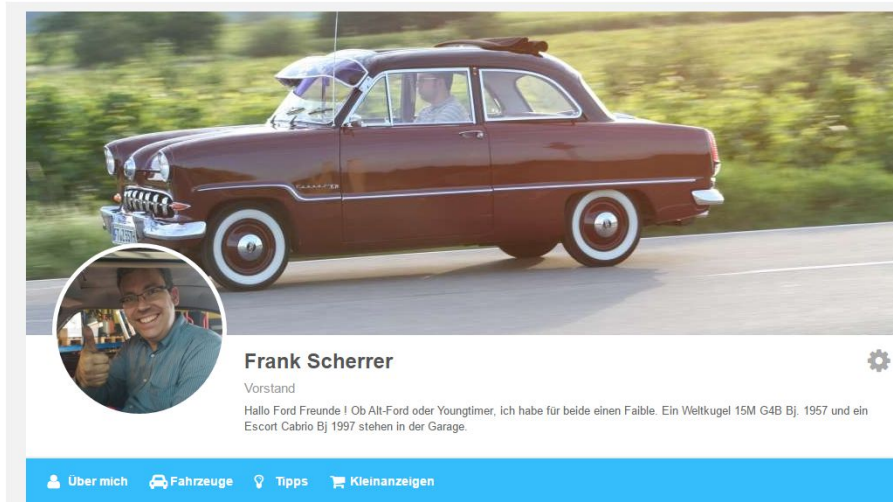 Frank Scherrer
Vorstand
Hallo Ford Freunde ! Ob Alt-Ford oder Youngtimer, ich habe für beide einen Faible. Ein Weltkugel 15M G4B Bj. 1957 und ein
Escort Cabrio Bj 1997 stehen in der Garage.
Über mich Fahrzeuge Tipps Kleinanzeigen